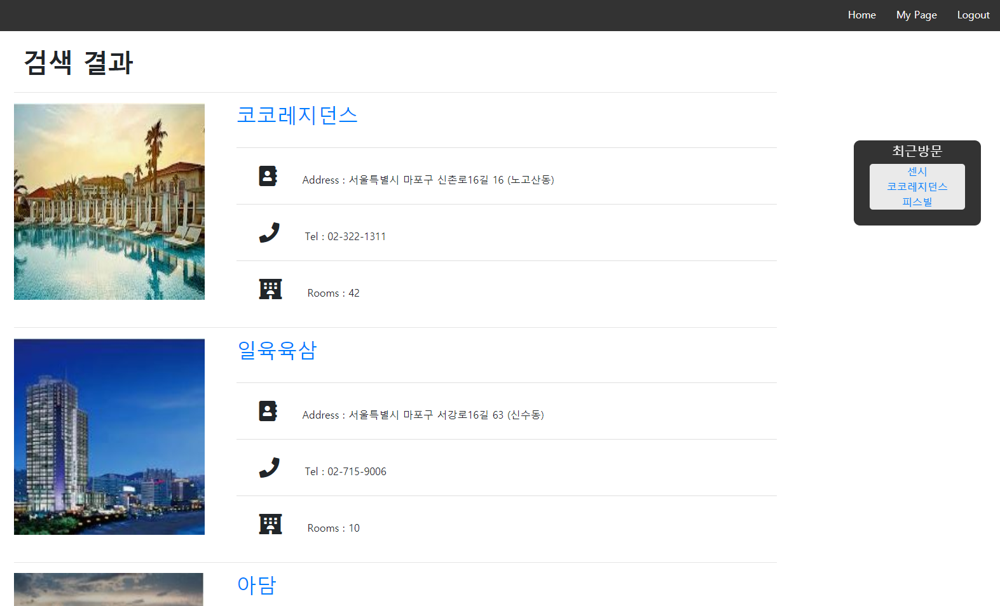 Home My Page Logout
검색 결과
코코레지던스
Address : 서울특별시 마포구 신촌로16길 16 (노고산동)
Tel : 02-322-1311
Rooms : 42
일육육삼
Address : 서울특별시 마포구 서강로16길 63 (신수동)
Tel : 02-715-9006
Rooms : 10
아담
최근방문
센시
코코레지던스
피스빌